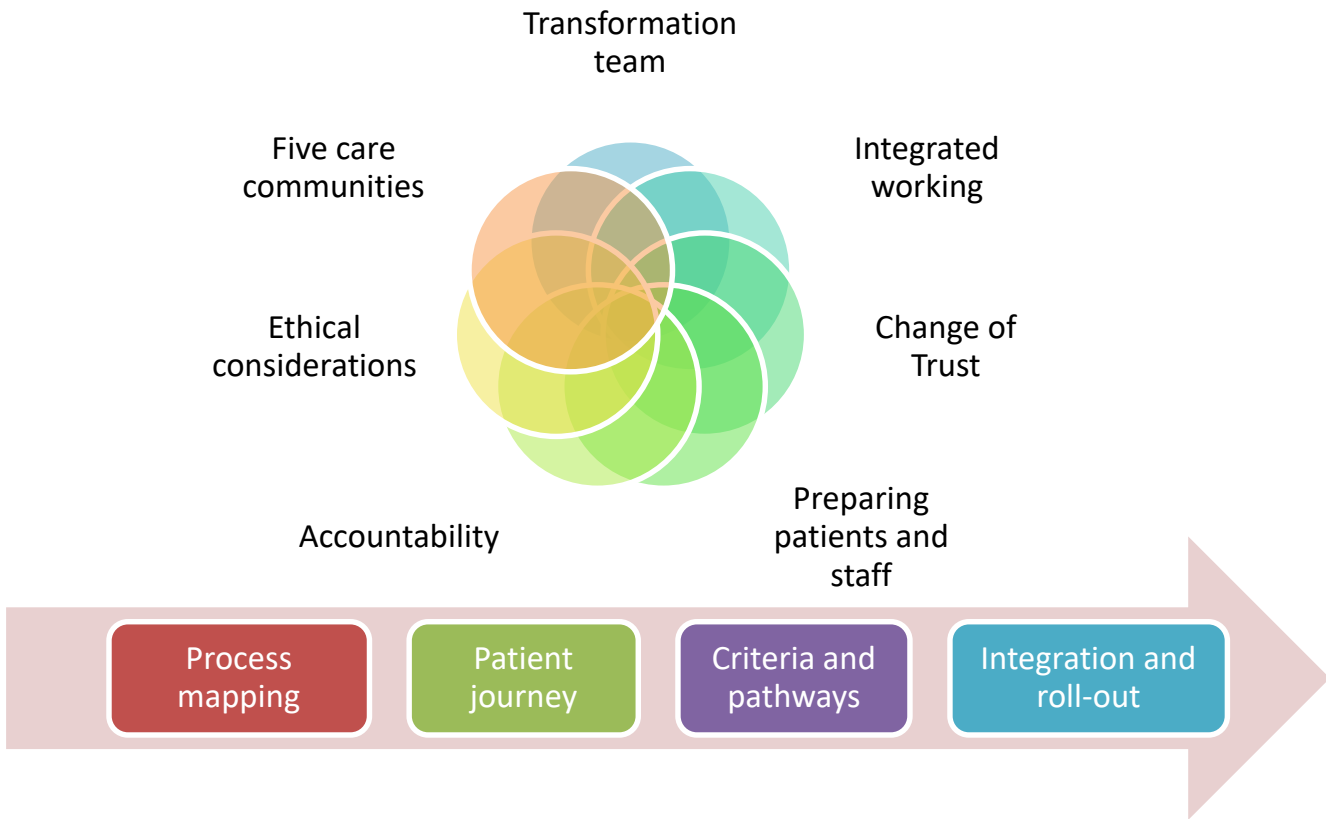 Transformation
team
Five care
communities
Integrated
working
Ethical
considerations
Change of
Trust
Accountability
Preparing
patients and
staff
Process
mapping
Patient
journey
Criteria and
pathways
Integration and
roll-out